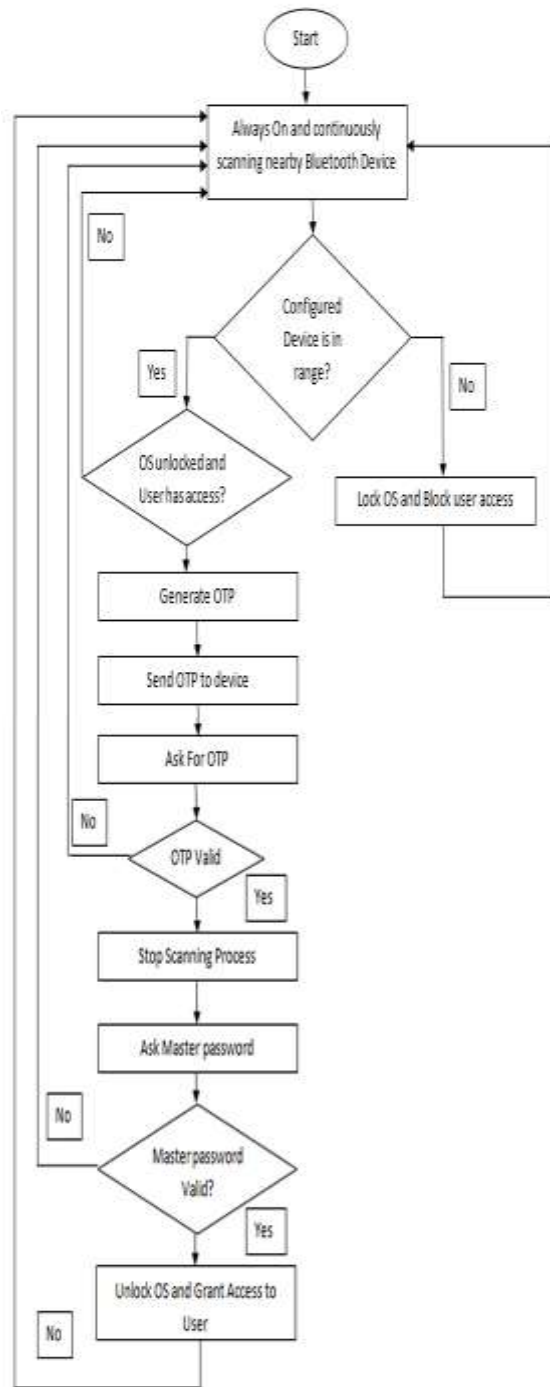 Start
Always On and continuously
scanning nearby Bluetooth Device
No
Configured
Device is in
range?
Yes
No
OS unlocked and
User has access?
Lock OS and Block user access
Generate OTP
Send OTP to device
Ask For OTP
No
OTP Valid
Yes
Stop Scanning Process
Ask Master password
No
Master password
Valid?
Yes
Unlock OS and Grant Access to
User
No